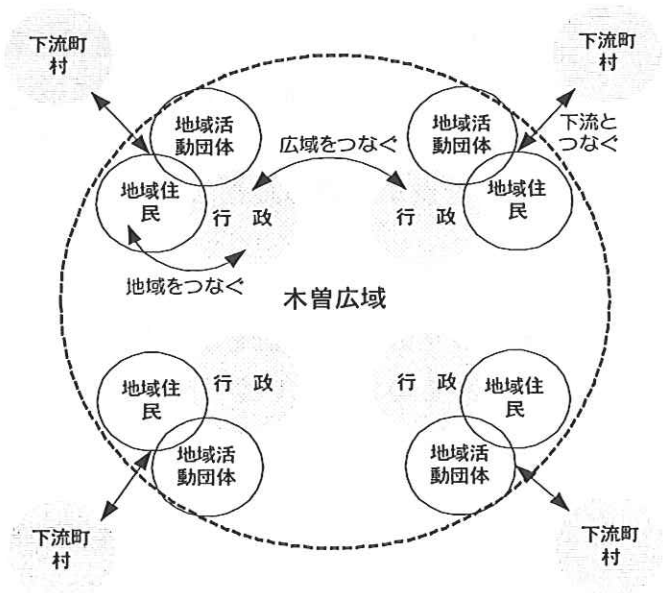 下流町
村
下流町
村
地域活
動団体
広域をつなぐ
地域活
動団体
下流と
つなぐ
地域住
民
行 政
行 政
地域住
民
地域をつなぐ
木曽広域
地域住
民
行 政
行 政
地域住
民
地域活
動団体
地域活
動団体
下流町
村
下流町
村